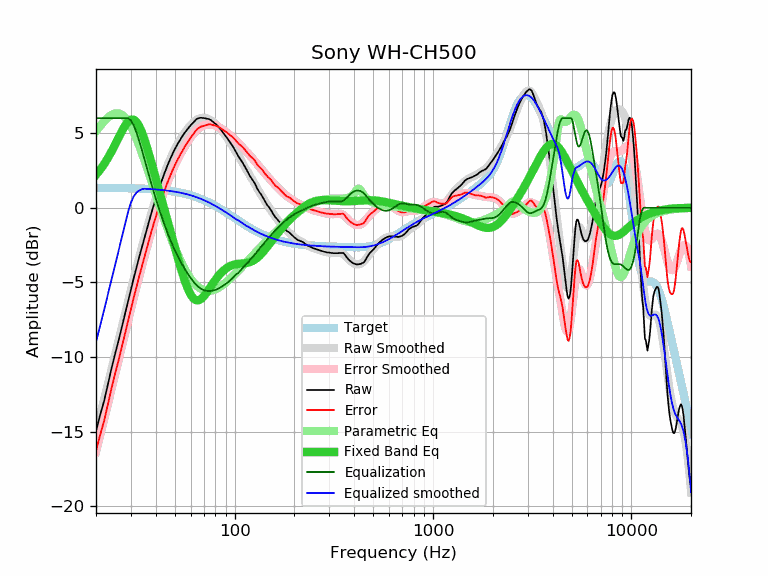 Sony WH-CH500
Amplitude (dBr)
5
0
−5
−10
−15
−20
Target
Raw Smoothed
Error Smoothed
Raw
Error
Parametric Eq
Fixed Band Eq
Equalization
Equalized smoothed
100 1000 10000
Frequency (Hz)